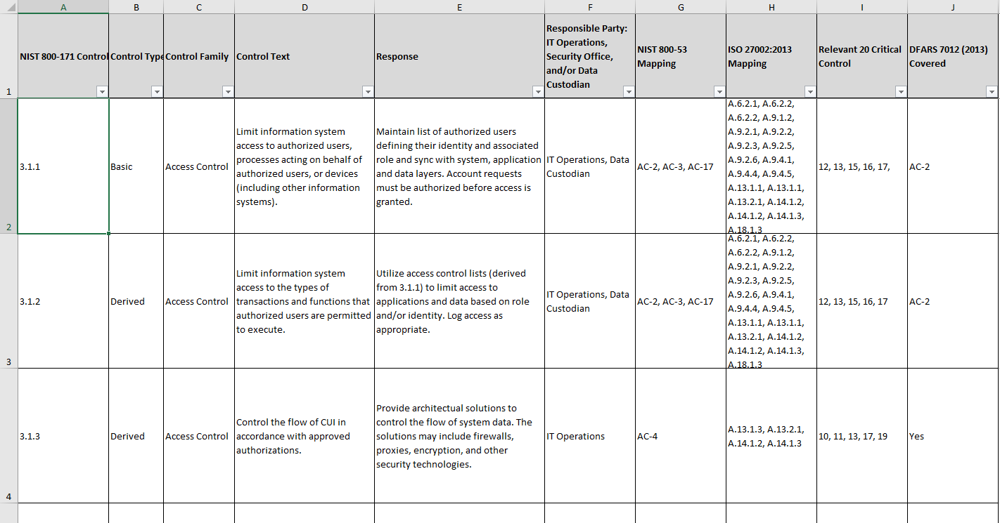 A B C D E F G H I J
1
NIST 800-171 Control
Control Type
Control Family
Control Text
Response
Responsible Party:
IT Operations,
Security Office,
and/or Data
Custodian
NIST 800-53
Mapping
ISO 27002:2013
Mapping
Relevant 20 Critical
Control
DFARS 7012 (2013)
Covered
2
3.1.1
Basic
Access Control
Limit information system
access to authorized users,
processes acting on behalf of
authorized users, or devices
(including other information
systems).
Maintain list of authorized users
defining their identity and associated
role and sync with system, application
and data layers. Account requests
must be authorized before access is
granted.
IT Operations, Data
Custodian
AC-2, AC-3, AC-17
A.6.2.1, A.6.2.2,
A.6.2.2, A.9.1.2,
A.9.2.1, A.9.2.2,
A.9.2.3, A.9.2.5,
A.9.2.6, A.9.4.1,
A.9.4.4, A.9.4.5,
A.13.1.1, A.13.1.1,
A.13.2.1, A.14.1.2,
A.14.1.2, A.14.1.3,
A.18.1.3
12, 13, 15, 16, 17,
AC-2
3
3.1.2
Derived
Access Control
Limit information system
access to the types of
transactions and functions that
authorized users are permitted
to execute.
Utilize access control lists (derived
from 3.1.1) to limit access to
applications and data based on role
and/or identity. Log access as
appropriate.
IT Operations, Data
Custodian
AC-2, AC-3, AC-17
A.6.2.1, A.6.2.2,
A.6.2.2, A.9.1.2,
A.9.2.1, A.9.2.2,
A.9.2.3, A.9.2.5,
A.9.2.6, A.9.4.1,
A.9.4.4, A.9.4.5,
A.13.1.1, A.13.1.1,
A.13.2.1, A.14.1.2,
A.14.1.2, A.14.1.3,
A.18.1.3
12, 13, 15, 16, 17
AC-2
4
3.1.3
Derived
Access Control
Control the flow of CUI in
accordance with approved
authorizations.
Provide architectual solutions to
control the flow of system data. The
solutions may include firewalls,
proxies, encryption, and other
security technologies.
IT Operations
AC-4
A.13.1.3, A.13.2.1,
A.14.1.2, A.14.1.3
10, 11, 13, 17, 19
Yes